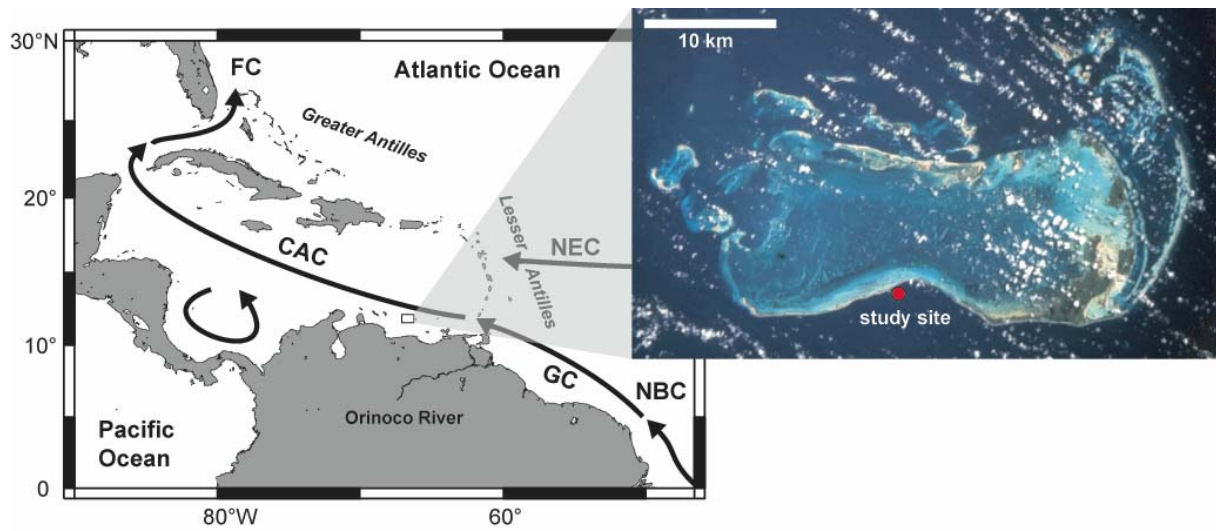 30°N
FC
Atlantic Ocean
Greater Antilles
20°
CAC
Lesser
Antilles
NEC
10°
GC
NBC
Orinoco River
Pacific
Ocean
0
80°W
60°
10 km
study site